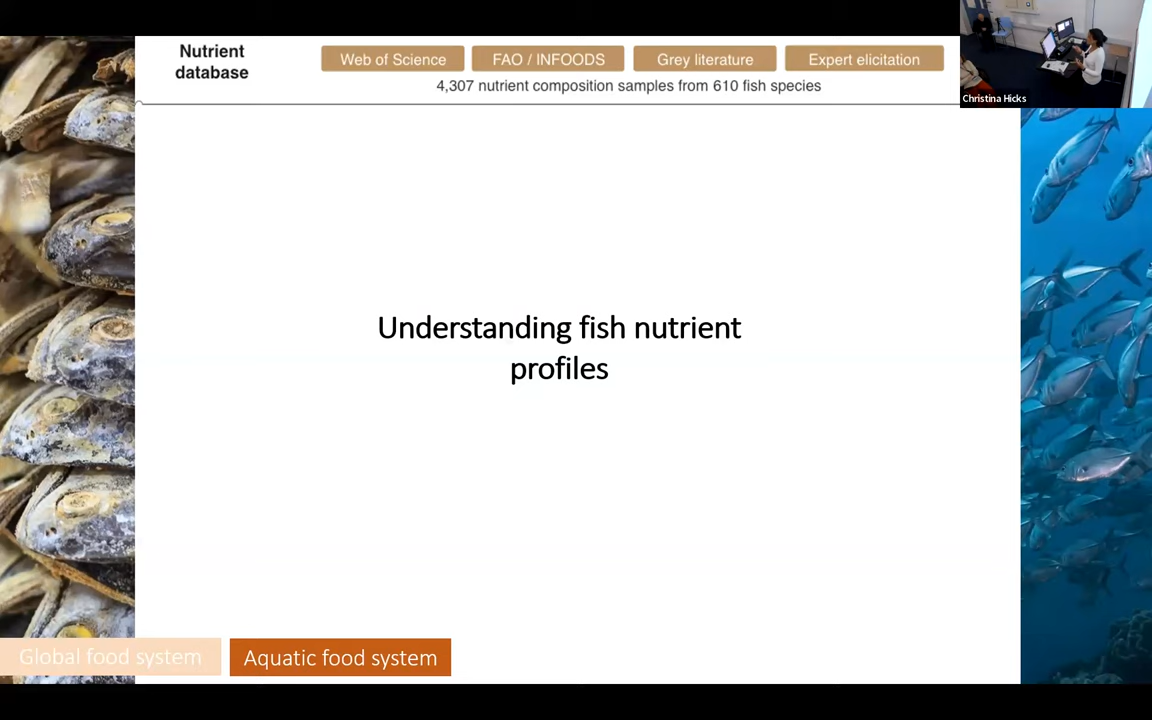 Nutrient
database
Web of Science
FAO / INFOODS
Grey literature
Expert elicitation
4,307 nutrient composition samples from 610 fish species
Christina Hicks
Understanding fish nutrient
profiles
Global food system
Aquatic food system